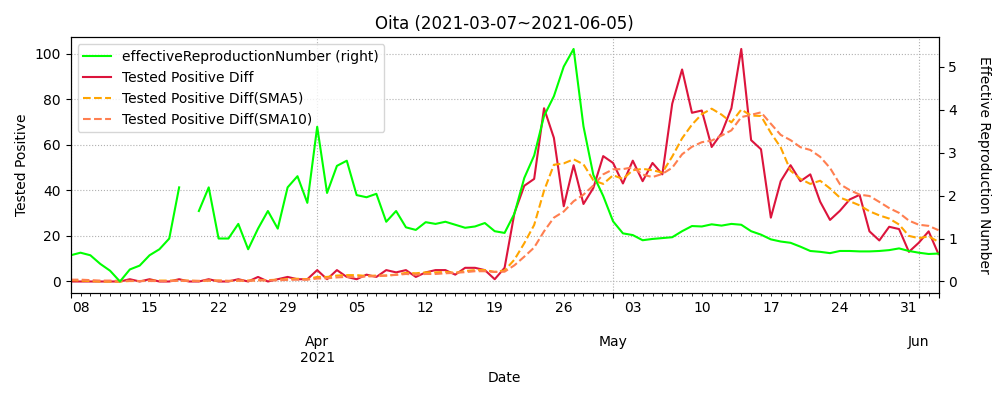 Oita (2021-03-07~2021-06-05)
effectiveReproductionNumber (right)
Tested Positive Diff
Tested Positive Diff(SMA5)
Tested Positive Diff(SMA10)
Tested Positive
100
80
60
40
20
0
Effective Reproduction Number
5
4
3
2
1
0
08 15 22 29 05 12 19 26 03 10 17 24 31
Apr May Jun
2021
Date